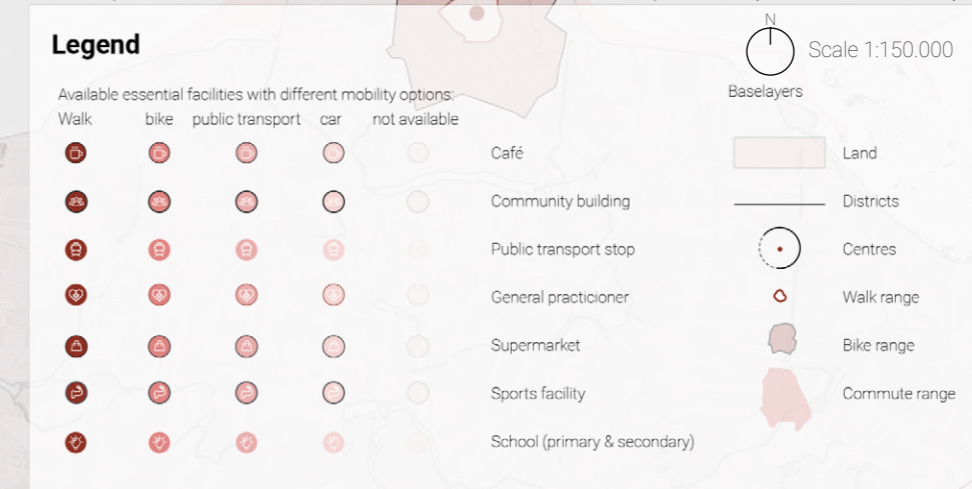 Legend
N
Scale 1:150.000
Baselayers
Available essential facilities with different mobility options:
Walk bike public transport car not available
Café
Community building
Public transport stop
General practicioner
Supermarket
Sports facility
School (primary & secondary)
Land
Districts
Centres
Walk range
Bike range
Commute range